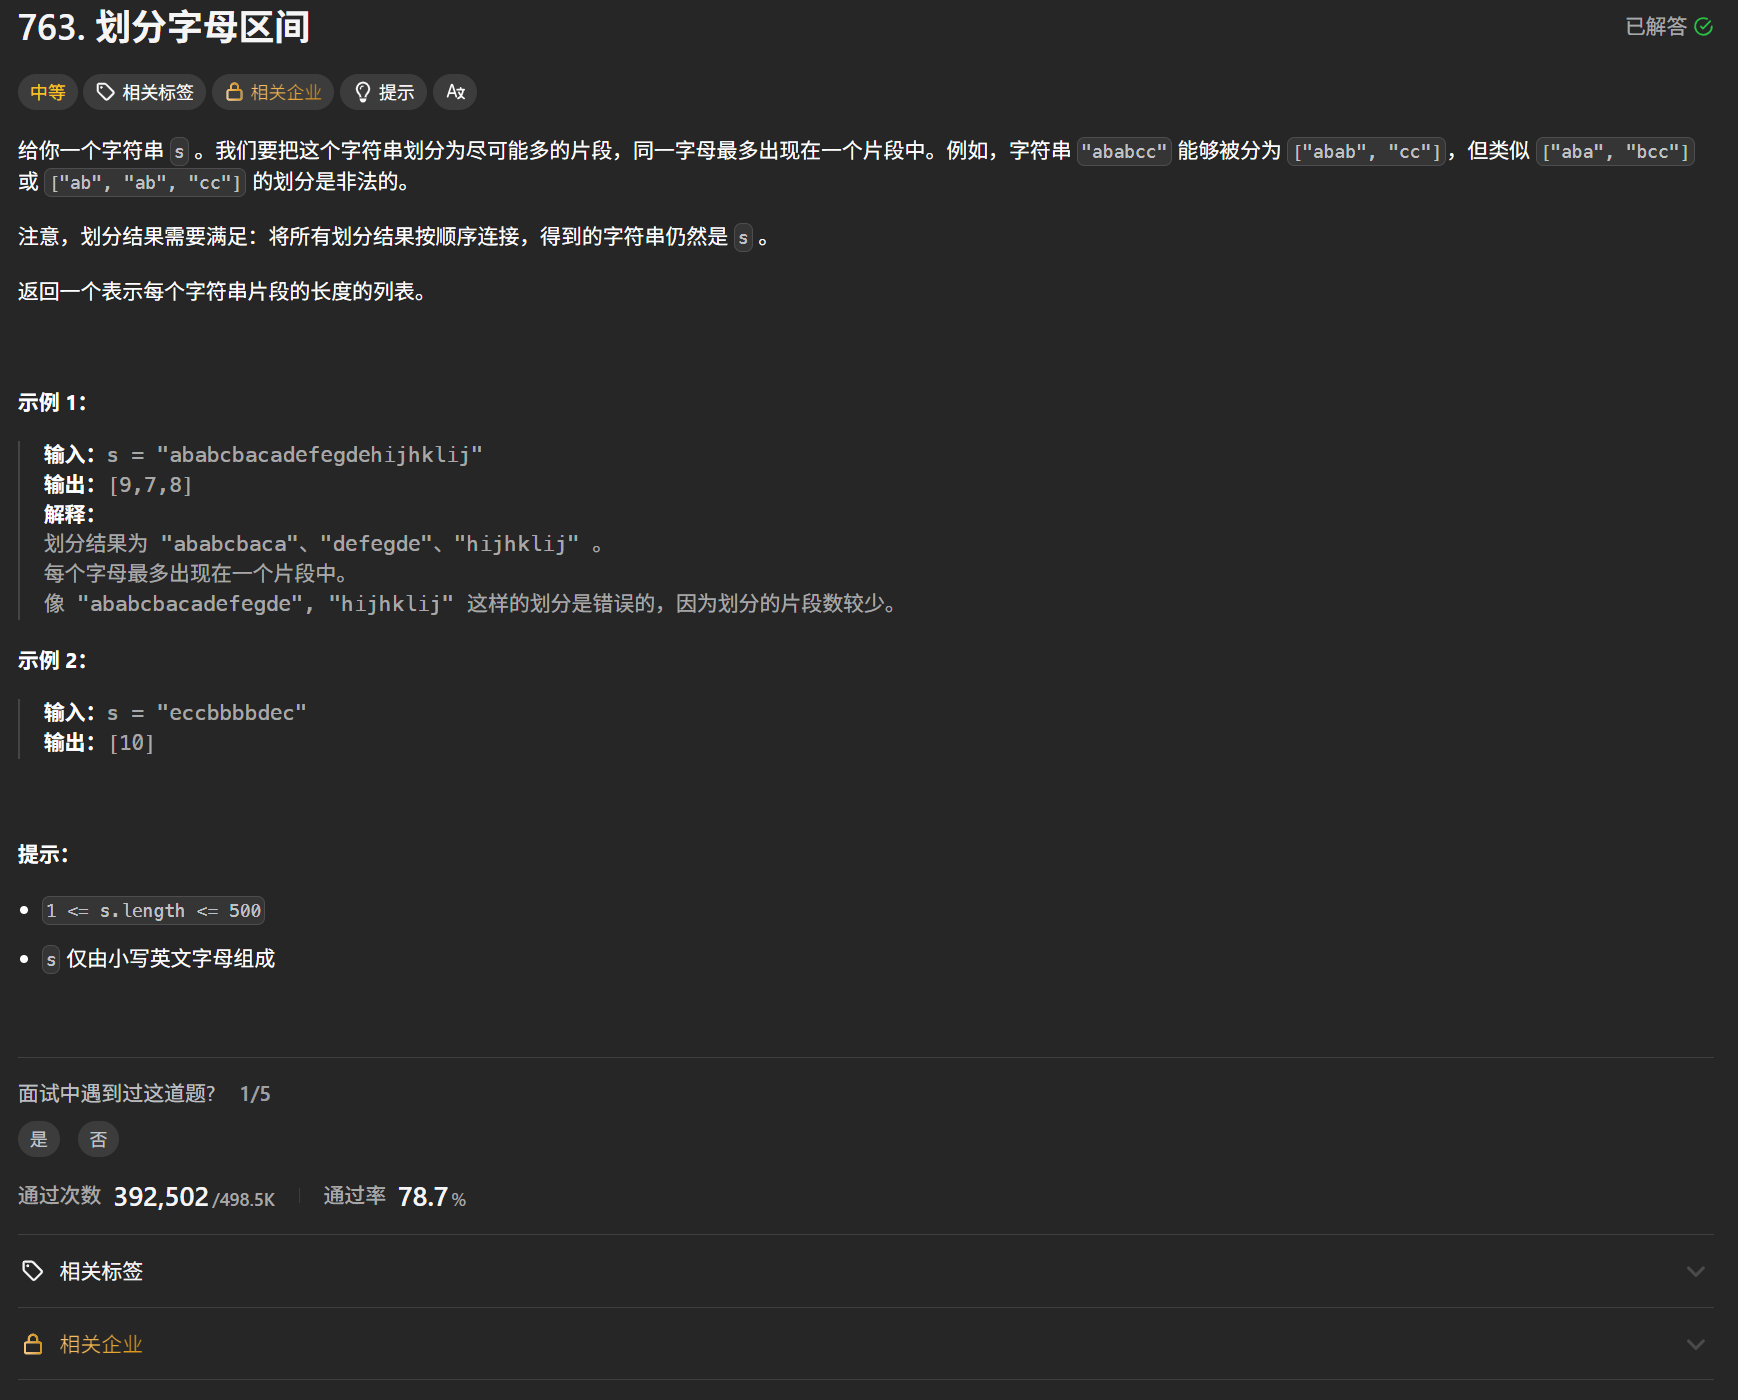 763. 划分字母区间
已解答
中等
相关标签
相关企业
提示
给你一个字符串 s 。我们要把这个字符串划分为尽可能多的片段，同一字母最多出现在一个片段中。例如，字符串 "ababcc" 能够被分为 ["abab", "cc"]，但类似 ["aba", "bcc"]
或 ["ab", "ab", "cc"] 的划分是非法的。
注意，划分结果需要满足：将所有划分结果按顺序连接，得到的字符串仍然是 s 。
返回一个表示每个字符串片段的长度的列表。
示例 1：
输入：s = "ababcbacadefegdehijhklij"
输出：[9,7,8]
解释：
划分结果为 "ababcbaca"、"defegde"、"hijhklij" 。
每个字母最多出现在一个片段中。
像 "ababcbacadefegde", "hijhklij" 这样的划分是错误的，因为划分的片段数较少。
示例 2：
输入：s = "eccbbbbdec"
输出：[10]
提示：
1 <= s.length <= 500
s 仅由小写英文字母组成
面试中遇到过这道题? 1/5
是 否
通过次数 392,502/498.5K 通过率 78.7%
相关标签
相关企业